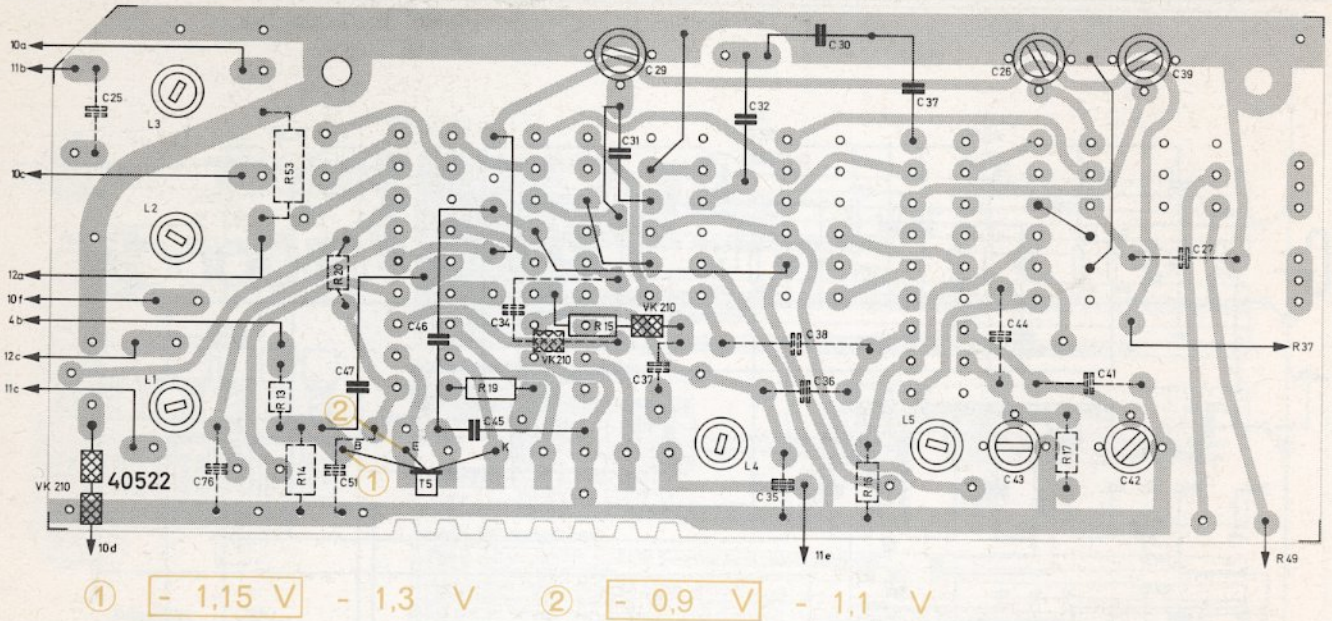 10a
11b
C25
L3
R53
10c
L2
12a
R20
10f
4b
12c
11c
L1
R13
C47
C46
C34
R15
VK 210
VK210
C37
C38
C36
C44
C41
C29
C30
C37
C32
C31
C26
C39
C27
R37
R19
C45
②
B
E
K
①
T5
C51
R14
C76
40522
VK 210
10d
L4
C35
11e
R16
L5
C43
R17
C42
R49
① - 1,15 V - 1,3 V ② - 0,9 V - 1,1 V